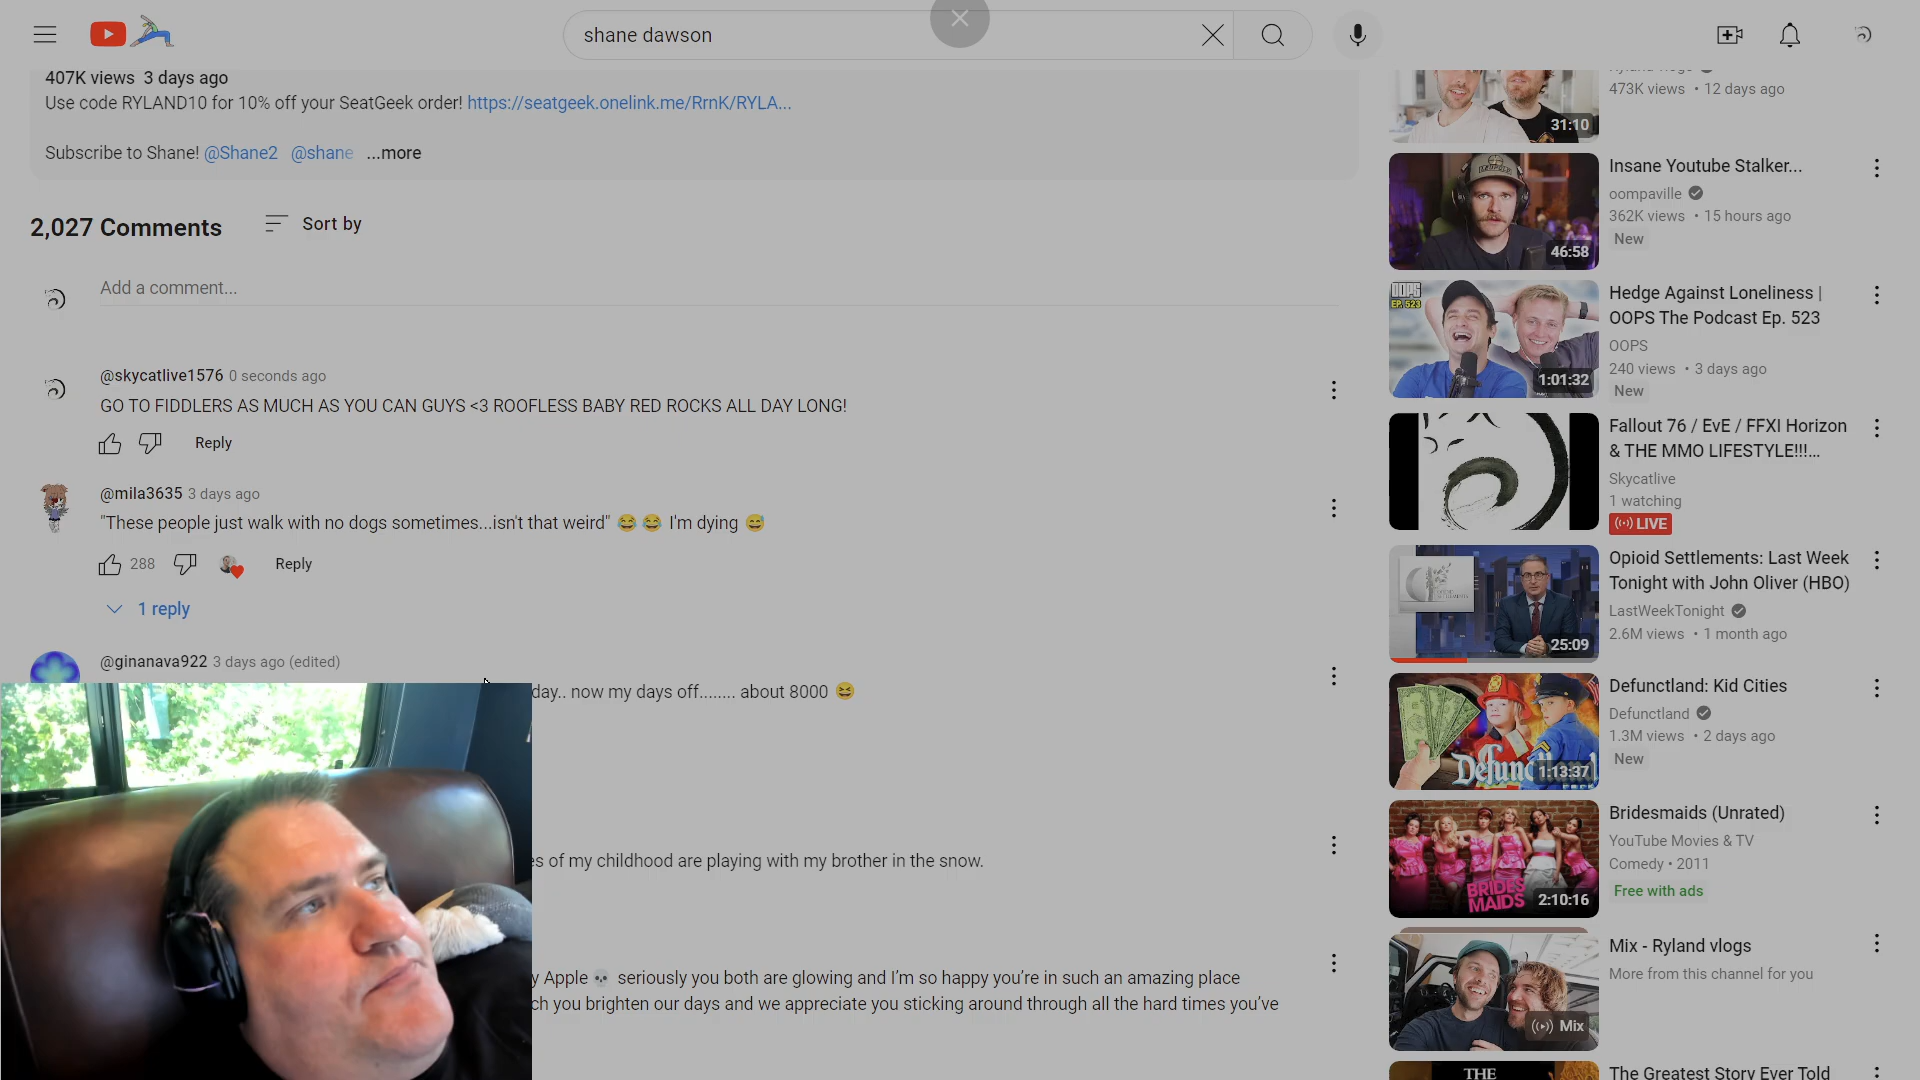 shane dawson
407K views 3 days ago
Use code RYLAND10 for 10% off your SeatGeek order! https://seatgeek.onelink.me/RrnK/RYLA...
Subscribe to Shane! @Shane2 @shane ...more
2,027 Comments
Sort by
Add a comment...
@skycatlive1576 0 seconds ago
GO TO FIDDLERS AS MUCH AS YOU CAN GUYS <3 ROOFLESS BABY RED ROCKS ALL DAY LONG!
Reply
@mila3635 3 days ago
"These people just walk with no dogs sometimes...isn't that weird" 😂 😂 I'm dying 😅
288
Reply
1 reply
@ginanava922 3 days ago (edited)
day.. now my days off........ about 8000 😆
es of my childhood are playing with my brother in the snow.
y Apple 💀 seriously you both are glowing and I'm so happy you're in such an amazing place
ch you brighten our days and we appreciate you sticking around through all the hard times you've
473K views • 12 days ago
31:10
Insane Youtube Stalker...
oompaville
362K views • 15 hours ago
New
46:58
Hedge Against Loneliness |
OOPS The Podcast Ep. 523
OOPS
240 views • 3 days ago
New
OOPS
EP. 523
1:01:32
Fallout 76 / EvE / FFXI Horizon
& THE MMO LIFESTYLE!!!...
Skycatlive
1 watching
LIVE
Opioid Settlements: Last Week
Tonight with John Oliver (HBO)
LastWeekTonight
2.6M views • 1 month ago
25:09
Defunctland: Kid Cities
Defunctland
1.3M views • 2 days ago
New
1:13:37
Bridesmaids (Unrated)
YouTube Movies & TV
Comedy • 2011
Free with ads
BRIDES
MAIDS
2:10:16
Mix - Ryland vlogs
More from this channel for you
Mix
The Greatest Story Ever Told
THE